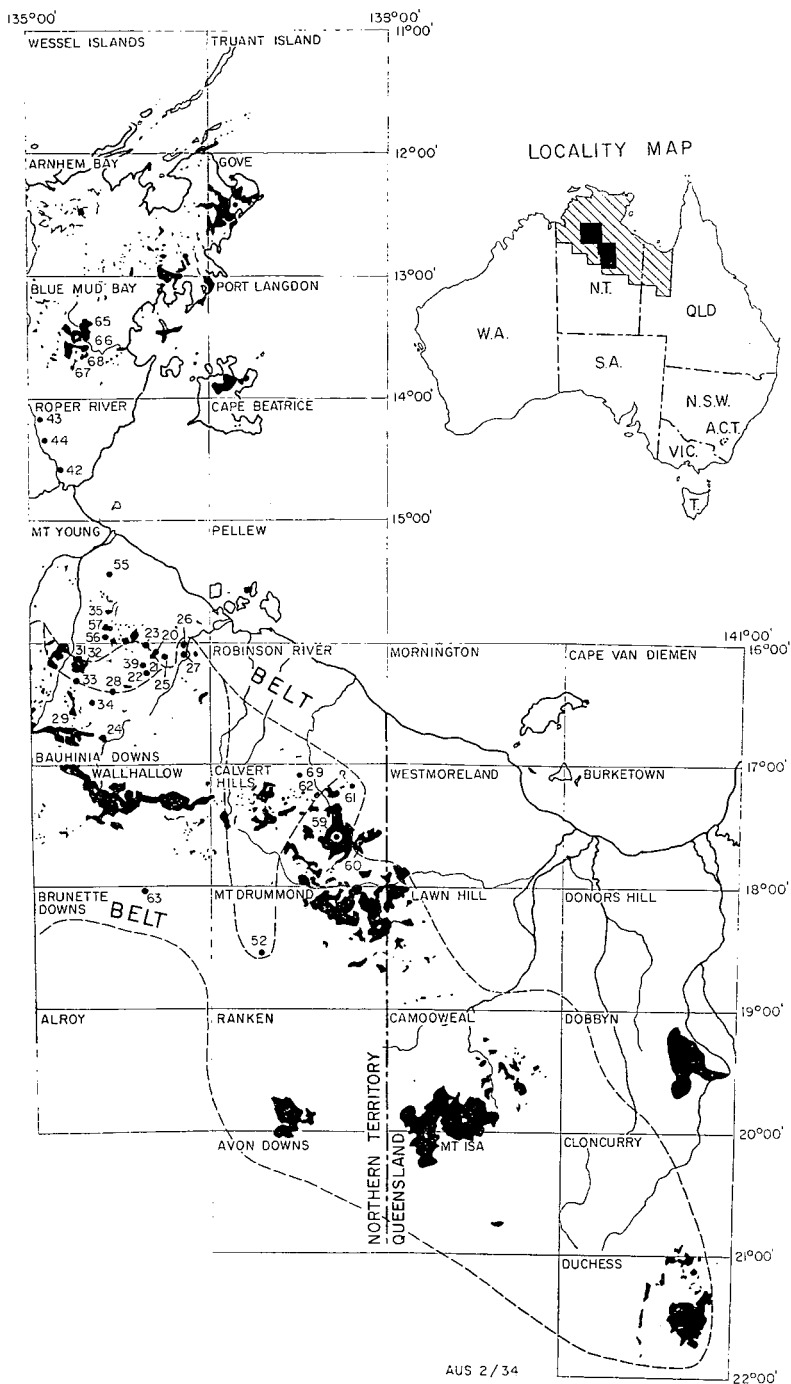 135°00'
138°00'
11°00'
WESSEL ISLANDS
TRUANT ISLAND
12°00'
ARNHEM BAY
GOVE
LOCALITY MAP
13°00'
BLUE MUD BAY
PORT LANGDON
N.T.
QLD
W.A.
S.A.
N.S.W.
A.C.T.
VIC.
T.
65
66
68
67
14°00'
ROPER RIVER
CAPE BEATRICE
43
44
42
15°00'
MT YOUNG
PELLEW
55
35
57
56
26
23
20
141°00'
16°00'
31
32
39
21
22
25
27
ROBINSON RIVER
MORNINGTON
CAPE VAN DIEMEN
BELT
33
28
34
29
24
BAUHINIA DOWNS
17°00'
WALLHALLOW
CALVERT HILLS
69
62
61
WESTMORELAND
BURKETOWN
59
60
18°00'
BRUNETTE DOWNS
63
MT DRUMMOND
LAWN HILL
DONORS HILL
BELT
52
19°00'
ALROY
RANKEN
CAMOOWEAL
DOBBYN
20°00'
AVON DOWNS
MT ISA
CLONCURRY
NORTHERN TERRITORY
QUEENSLAND
21°00'
DUCHESS
AUS 2/34
22°00'